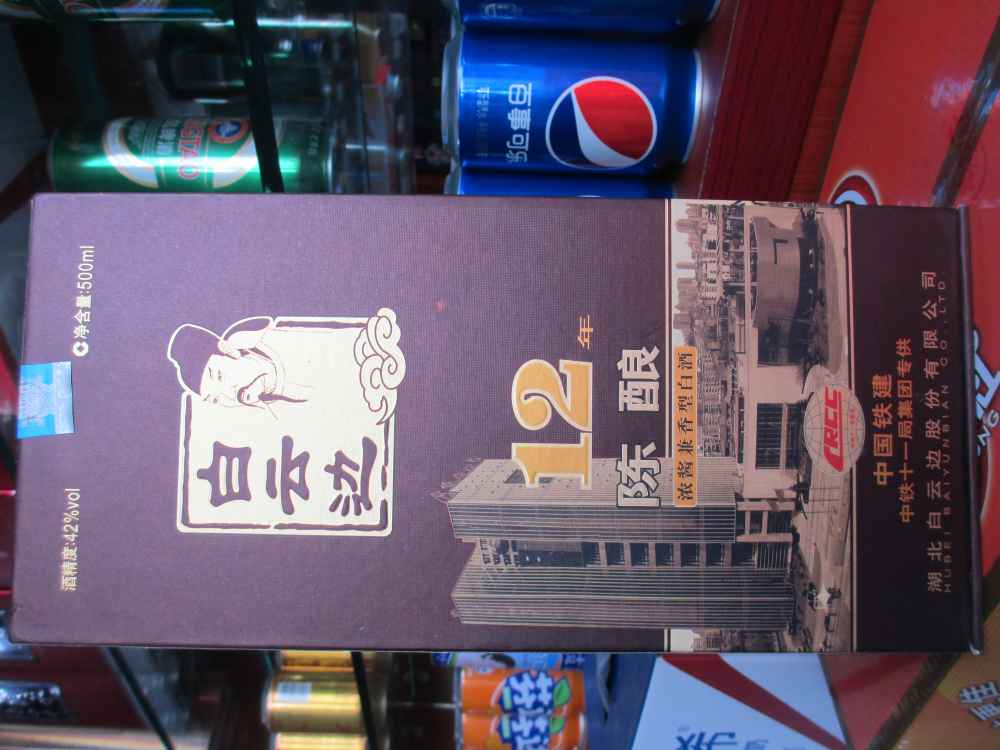 酒精度:42%vol
净含量:500ml
白云边
12年
陈酿
浓酱兼香型白酒
CRCC
中国铁建
中铁十一局集团专供
湖北白云边股份有限公司
HUBEI BAIYUNBIAN CO.,LTD.
百事可乐